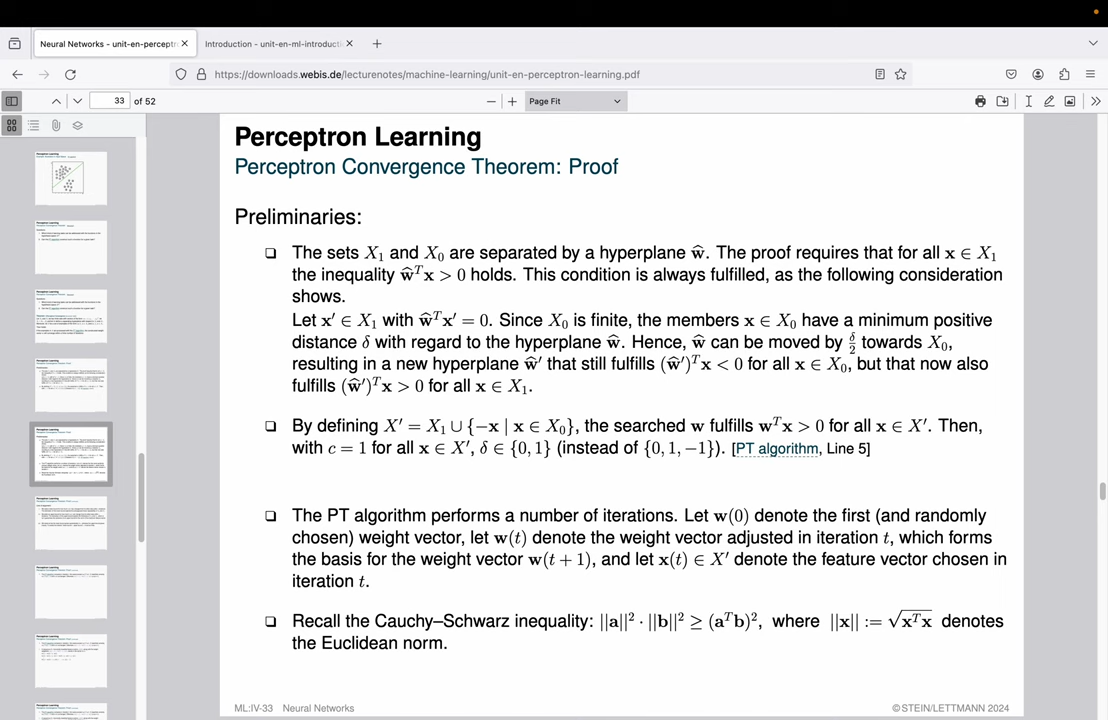 Neural Networks - unit-en-perceptr
Introduction - unit-en-ml-introducti
https://downloads.webis.de/lecturenotes/machine-learning/unit-en-perceptron-learning.pdf
33 of 52
Page Fit
Perceptron Learning
Perceptron Convergence Theorem: Proof
Preliminaries:
❑ The sets X₁ and X₀ are separated by a hyperplane ŵ. The proof requires that for all x ∈ X₁
the inequality ŵᵀx > 0 holds. This condition is always fulfilled, as the following consideration
shows.
Let x′ ∈ X₁ with ŵᵀx′ = 0. Since X₀ is finite, the members x ∈ X₀ have a minimum positive
distance δ with regard to the hyperplane ŵ. Hence, ŵ can be moved by δ/2 towards X₀,
resulting in a new hyperplane ŵ′ that still fulfills (ŵ′)ᵀx < 0 for all x ∈ X₀, but that now also
fulfills (ŵ′)ᵀx > 0 for all x ∈ X₁.
❑ By defining X′ = X₁ ∪ {−x | x ∈ X₀}, the searched w fulfills wᵀx > 0 for all x ∈ X′. Then,
with c = 1 for all x ∈ X′, δ ∈ {0, 1} (instead of {0, 1, −1}). [PT algorithm, Line 5]
❑ The PT algorithm performs a number of iterations. Let w(0) denote the first (and randomly
chosen) weight vector, let w(t) denote the weight vector adjusted in iteration t, which forms
the basis for the weight vector w(t + 1), and let x(t) ∈ X′ denote the feature vector chosen in
iteration t.
❑ Recall the Cauchy–Schwarz inequality: ||a||² · ||b||² ≥ (aᵀb)², where ||x|| := √xᵀx denotes
the Euclidean norm.
ML:IV-33 Neural Networks
©STEIN/LETTMANN 2024